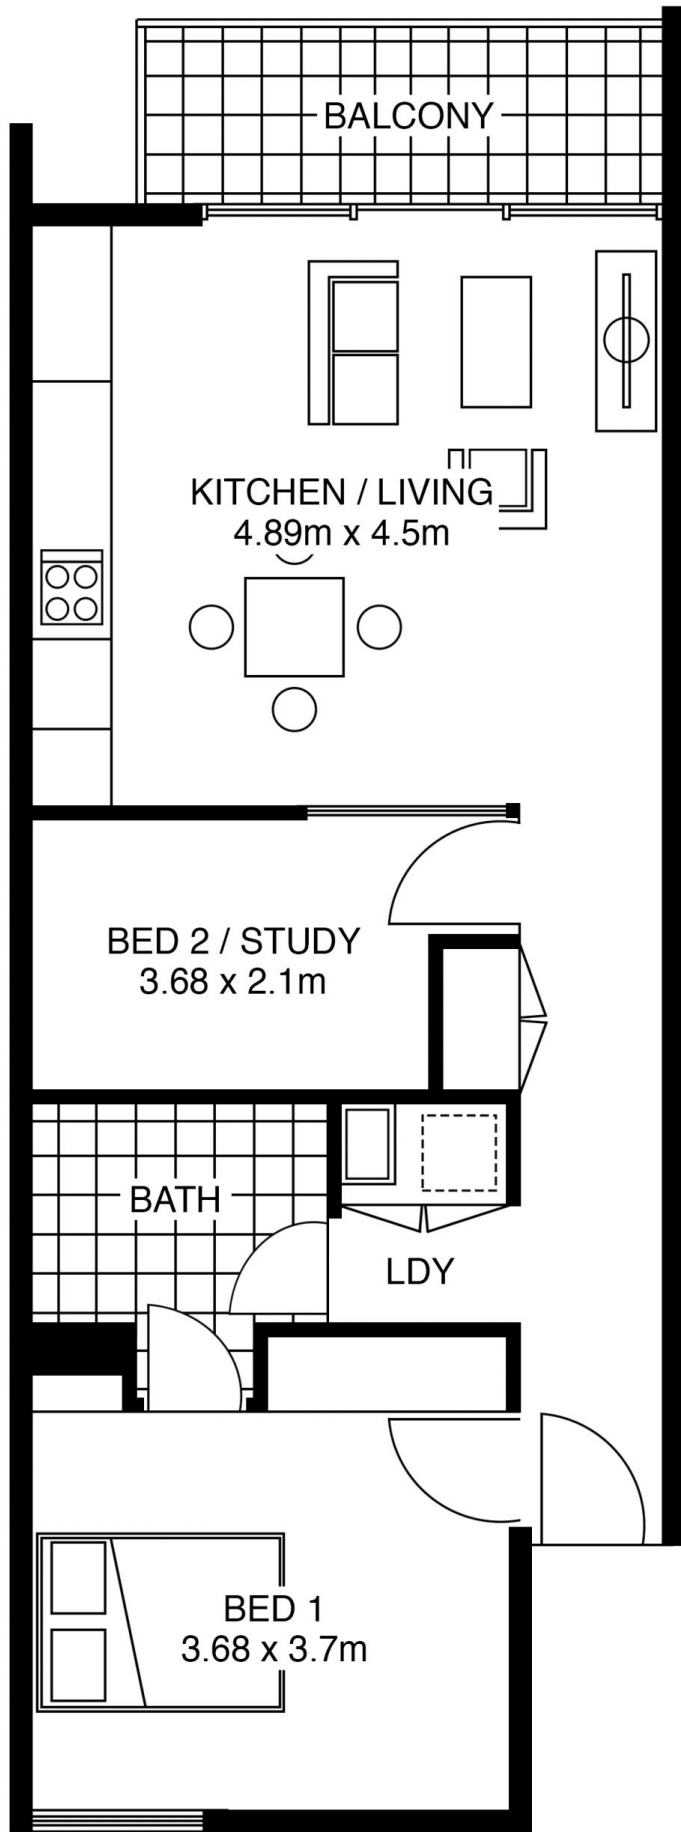 BALCONY
KITCHEN / LIVING
4.89m x 4.5m
BED 2 / STUDY
3.68 x 2.1m
BATH
LDY
BED 1
3.68 x 3.7m